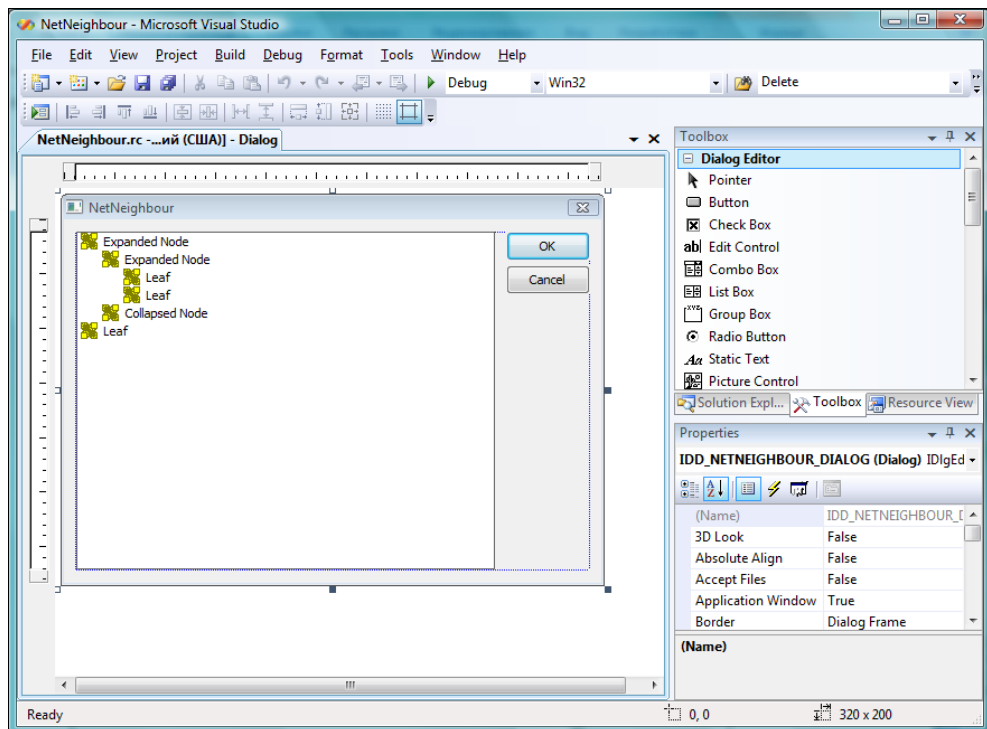 NetNeighbour - Microsoft Visual Studio
File Edit View Project Build Debug Format Tools Window Help
Debug Win32 Delete
NetNeighbour.rc -...ий (США)] - Dialog
Toolbox
Dialog Editor
Pointer
Button
Check Box
ab| Edit Control
Combo Box
List Box
xyz Group Box
Radio Button
Aa Static Text
Picture Control
Solution Expl... Toolbox Resource View
NetNeighbour
Expanded Node
Expanded Node
Leaf
Leaf
Collapsed Node
Leaf
OK
Cancel
Properties
IDD_NETNEIGHBOUR_DIALOG (Dialog) IDlgEd
(Name) IDD_NETNEIGHBOUR_D
3D Look False
Absolute Align False
Accept Files False
Application Window True
Border Dialog Frame
(Name)
Ready 0, 0 320 x 200